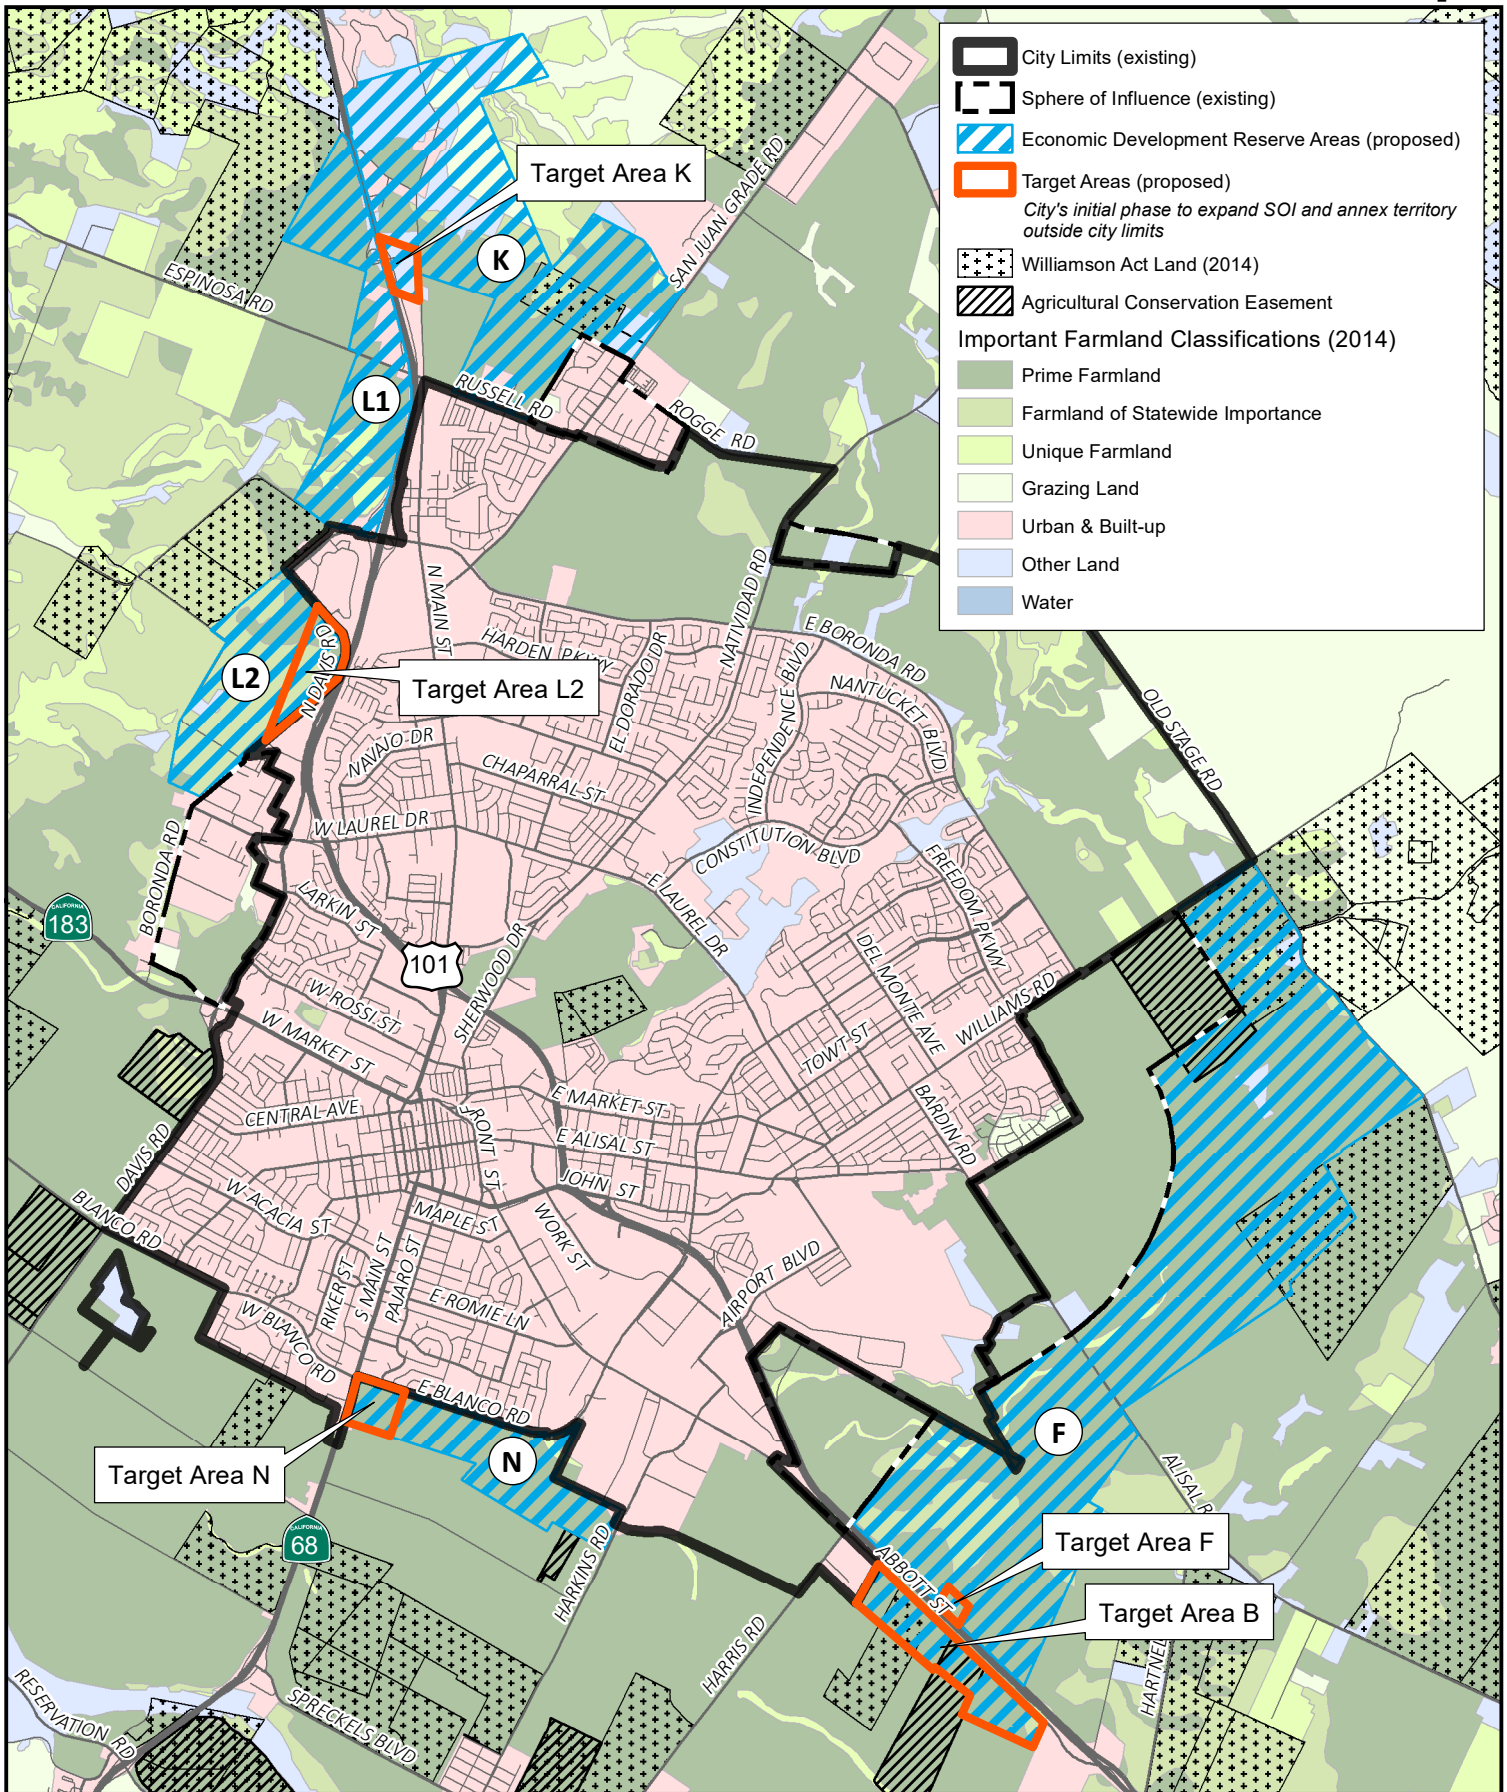 City Limits (existing)
Sphere of Influence (existing)
Economic Development Reserve Areas (proposed)
Target Areas (proposed)
City's initial phase to expand SOI and annex territory
outside city limits
Williamson Act Land (2014)
Agricultural Conservation Easement
Important Farmland Classifications (2014)
Prime Farmland
Farmland of Statewide Importance
Unique Farmland
Grazing Land
Urban & Built-up
Other Land
Water
Target Area K
K
SAN JUAN GRADE RD
ESPINOSA RD
L1
RUSSELL RD
ROGGE RD
N MAIN ST
NATIVIDAD RD
HARDEN PKWY
EL DORADO DR
E BORONDA RD
INDEPENDENCE BLVD
NANTUCKET BLVD
N DAVIS RD
L2
Target Area L2
OLD STAGE RD
NAVAJO DR
CHAPARRAL ST
W LAUREL DR
CONSTITUTION BLVD
BORONDA RD
FREEDOM PKWY
E LAUREL DR
LARKIN ST
CALIFORNIA
183
101
SHERWOOD DR
DEL MONTE AVE
WILLIAMS RD
W ROSSI ST
W MARKET ST
TOWT ST
E MARKET ST
BARDIN RD
CENTRAL AVE
FRONT ST
E ALISAL ST
DAVIS RD
JOHN ST
BLANCO RD
W ACACIA ST
MAPLE ST
WORK ST
RIKER ST
S MAIN ST
PAJARO ST
AIRPORT BLVD
E ROMIE LN
W BLANCO RD
E BLANCO RD
N
F
Target Area N
ALISAL R
CALIFORNIA
68
HARKINS RD
ABBOTT ST
Target Area F
Target Area B
HARRIS RD
HARTNEL
RESERVATION RD
SPRECKELS BLVD